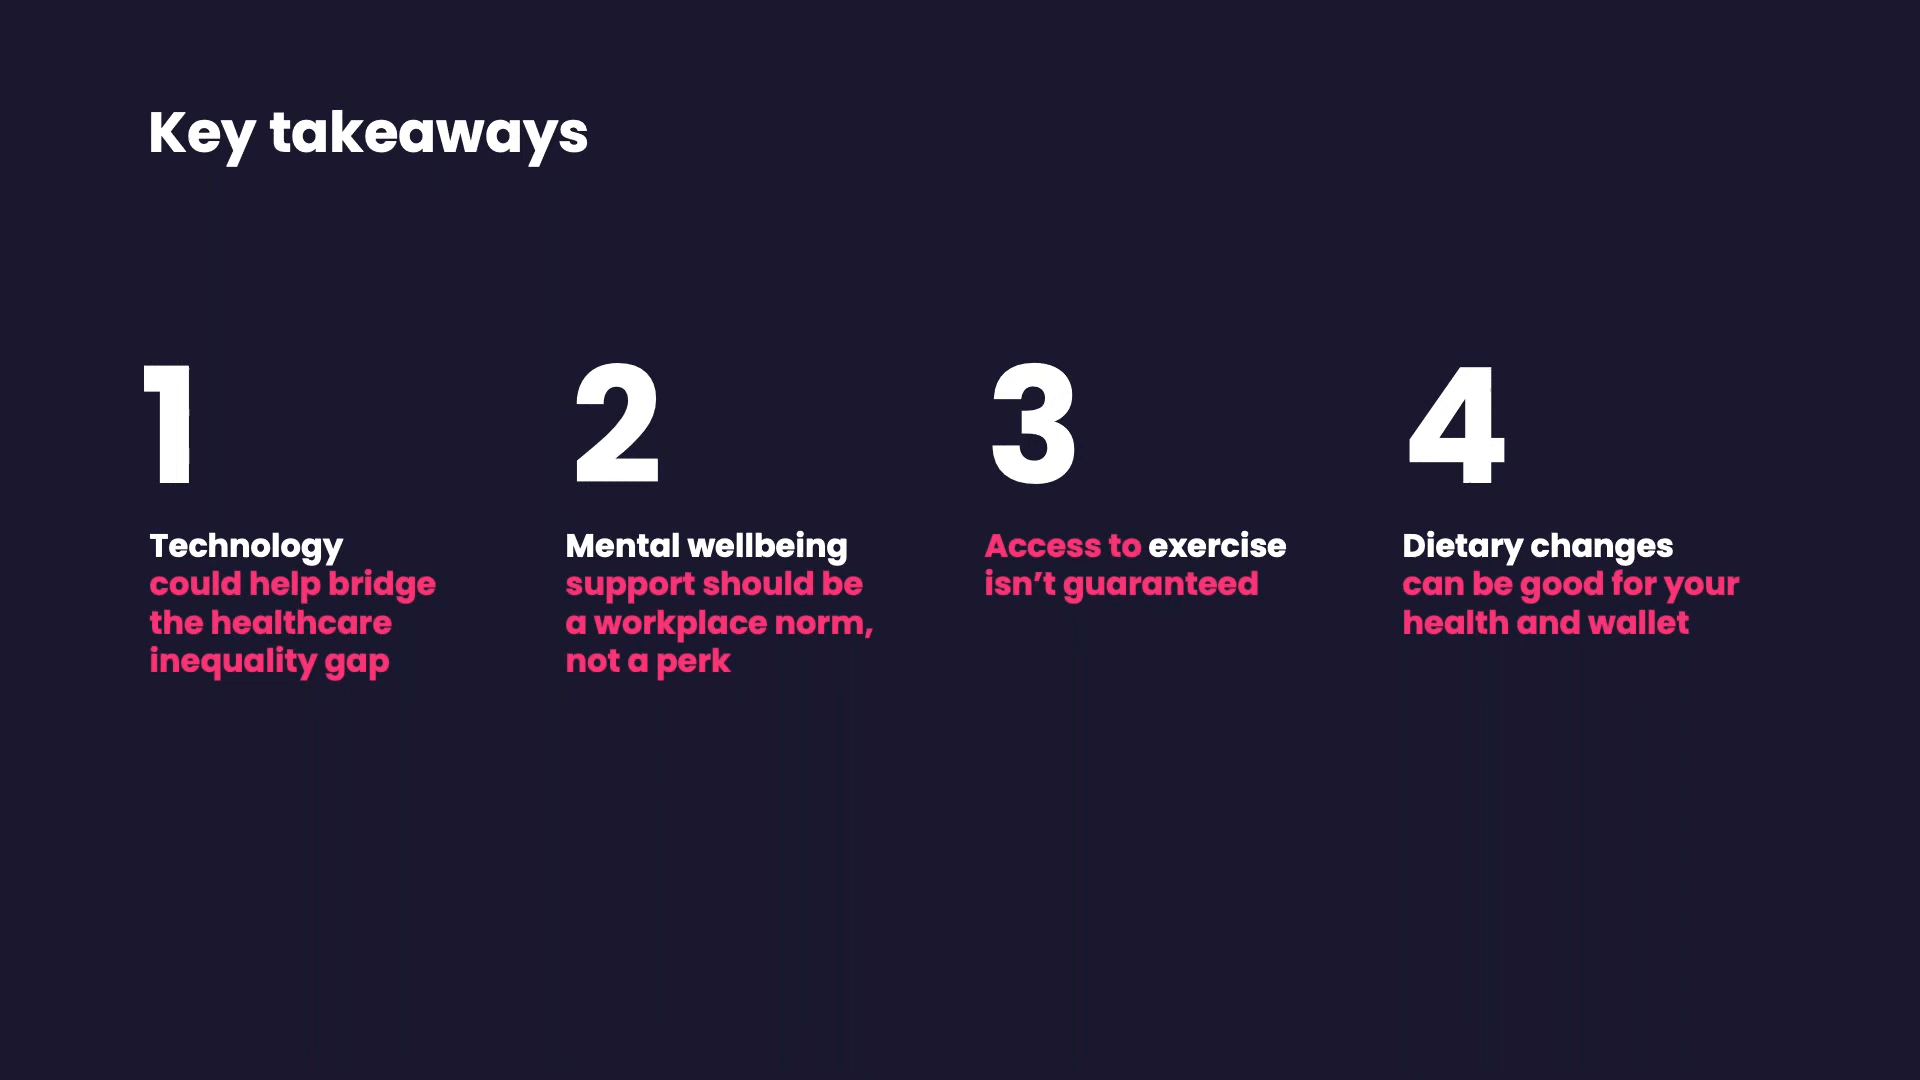 Key takeaways
1
Technology
could help bridge
the healthcare
inequality gap
2
Mental wellbeing
support should be
a workplace norm,
not a perk
3
Access to exercise
isn’t guaranteed
4
Dietary changes
can be good for your
health and wallet